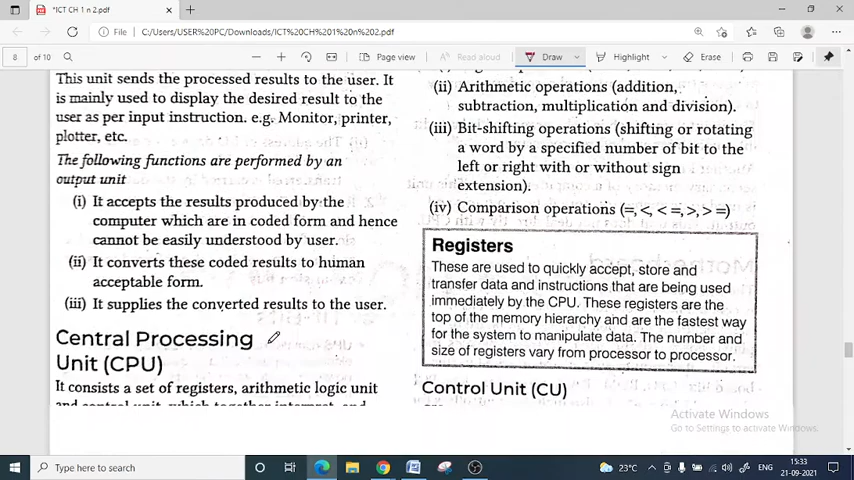 *ICT CH 1 n 2.pdf
File
C:/Users/USER%20PC/Downloads/ICT%20CH%201%20n%202.pdf
8
of 10
Page view
Read aloud
Draw
Highlight
Erase
This unit sends the processed results to the user. It
is mainly used to display the desired result to the
user as per input instruction. e.g. Monitor, printer,
plotter, etc.
The following functions are performed by an
output unit
(i) It accepts the results produced by the
computer which are in coded form and hence
cannot be easily understood by user.
(ii) It converts these coded results to human
acceptable form.
(iii) It supplies the converted results to the user.
Central Processing
Unit (CPU)
It consists a set of registers, arithmetic logic unit
and control unit, which together interpret, and
(ii) Arithmetic operations (addition,
subtraction, multiplication and division).
(iii) Bit-shifting operations (shifting or rotating
a word by a specified number of bit to the
left or right with or without sign
extension).
(iv) Comparison operations (=, <, < =, >, > =)
Registers
These are used to quickly accept, store and
transfer data and instructions that are being used
immediately by the CPU. These registers are the
top of the memory hierarchy and are the fastest way
for the system to manipulate data. The number and
size of registers vary from processor to processor.
Control Unit (CU)
Activate Windows
Go to Settings to activate Windows.
Type here to search
23°C
ENG
15:33
21-09-2021